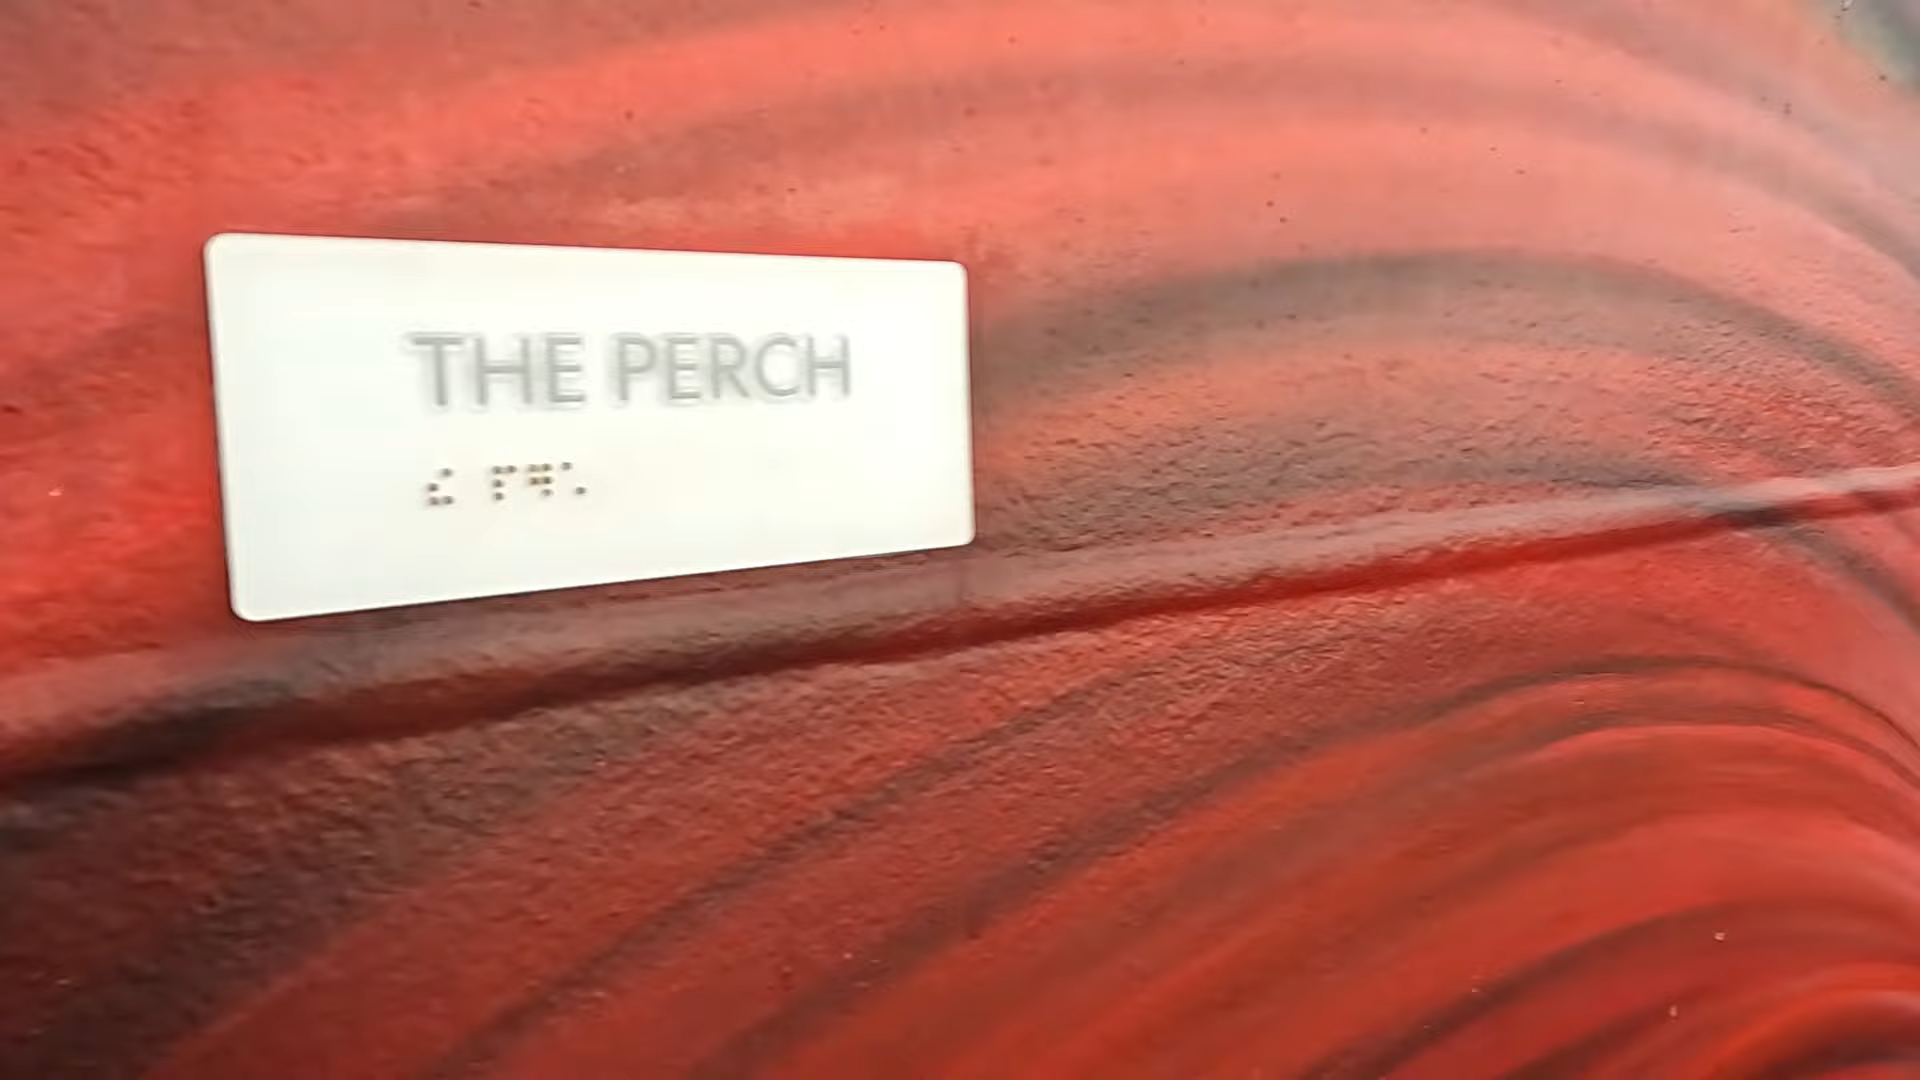 THE PERCH
⠮ ⠏⠻⠡